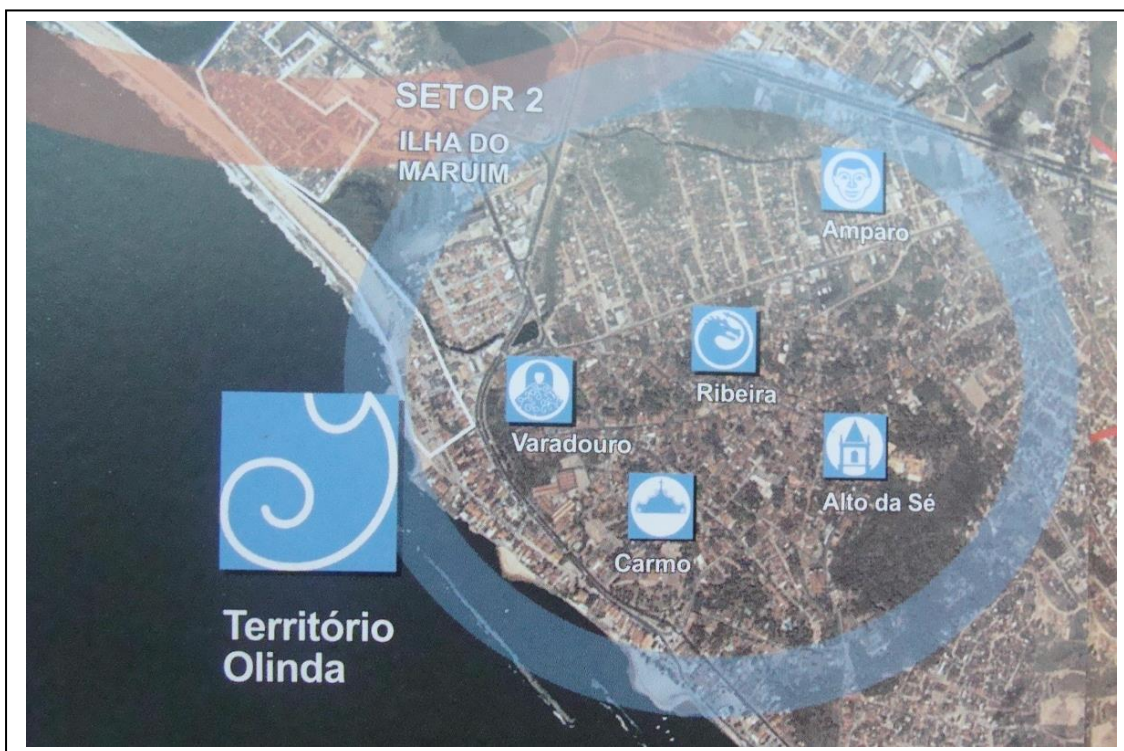 SETOR 2
ILHA DO
MARUIM
Amparo
Ribeira
Varadouro
Alto da Sé
Carmo
Território
Olinda